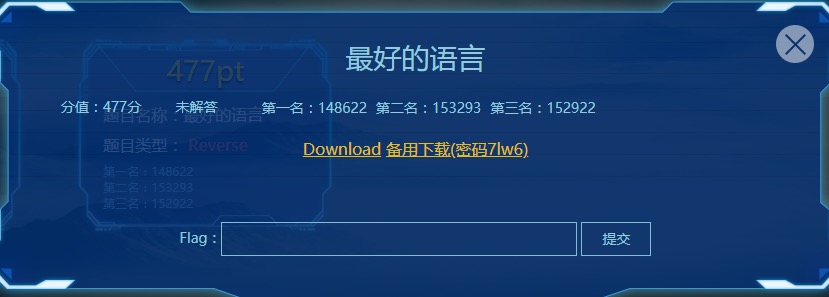 最好的语言
477pt
分值：477分 未解答 第一名：148622 第二名：153293 第三名：152922
题目名称：最好的语言
题目类型： Reverse
Download 备用下载(密码7lw6)
第一名：148622
第二名：153293
第三名：152922
Flag： 提交